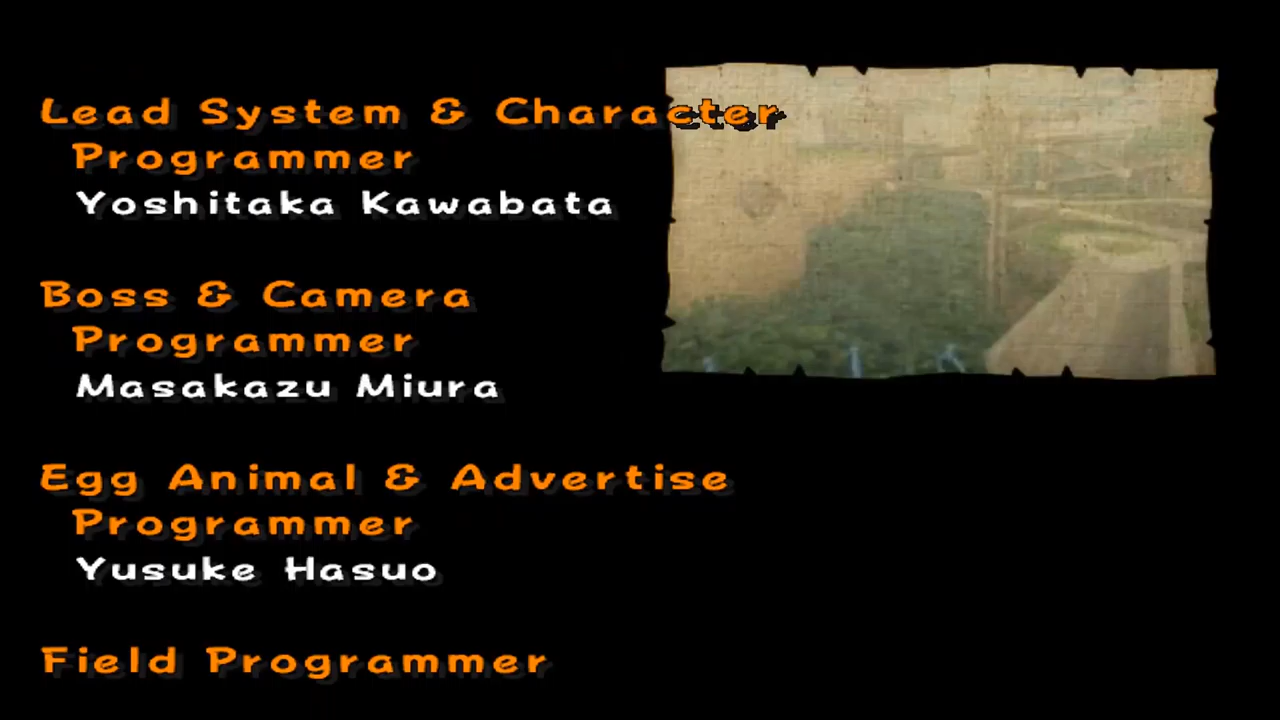 Lead System & Character
Programmer
Yoshitaka Kawabata
Boss & Camera
Programmer
Masakazu Miura
Egg Animal & Advertise
Programmer
Yusuke Hasuo
Field Programmer